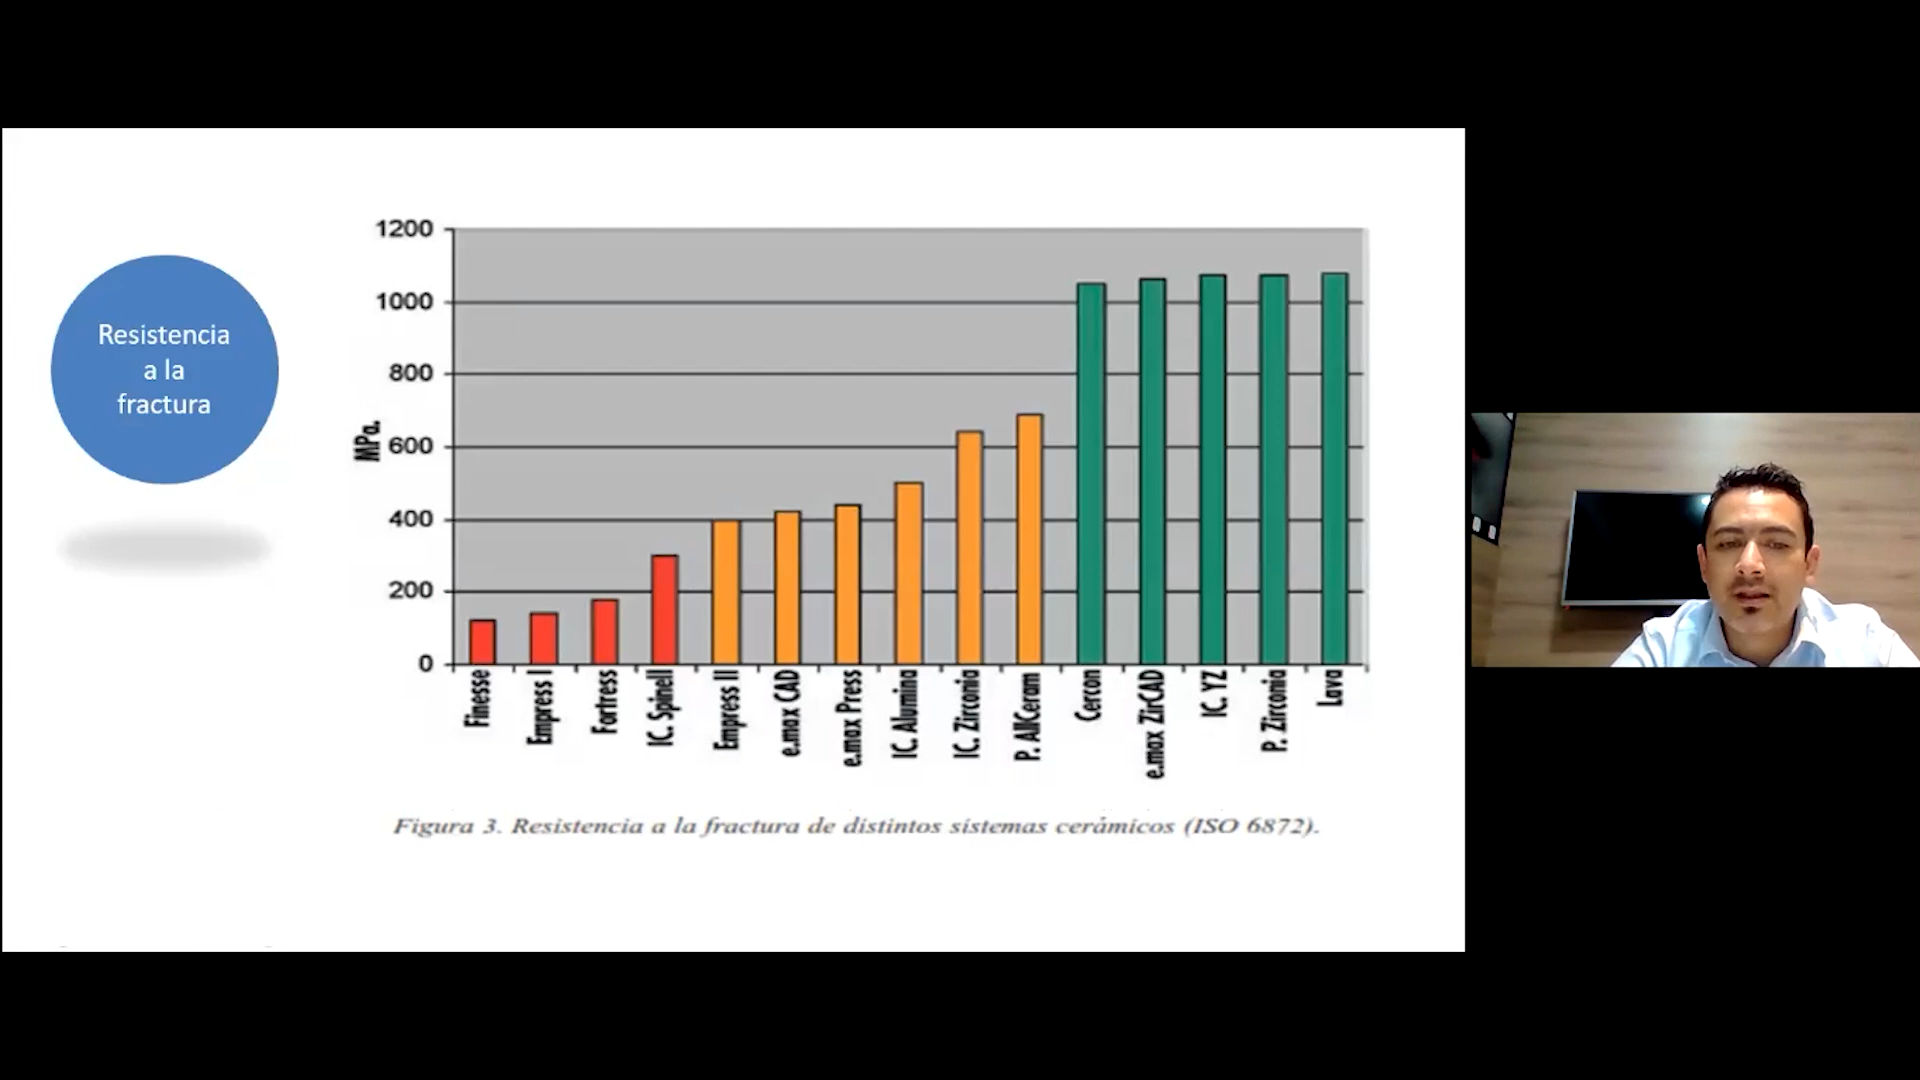 Resistencia
a la
fractura
MPa.
1200
1000
800
600
400
200
0
Finesse
Empress I
Fortress
IC. Spinell
Empress II
e.max CAD
e.max Press
IC. Alumina
IC. Zirconia
P. AllCeram
Cercon
e.max ZirCAD
IC. YZ
P. Zirconia
Lava
Figura 3. Resistencia a la fractura de distintos sistemas cerámicos (ISO 6872).